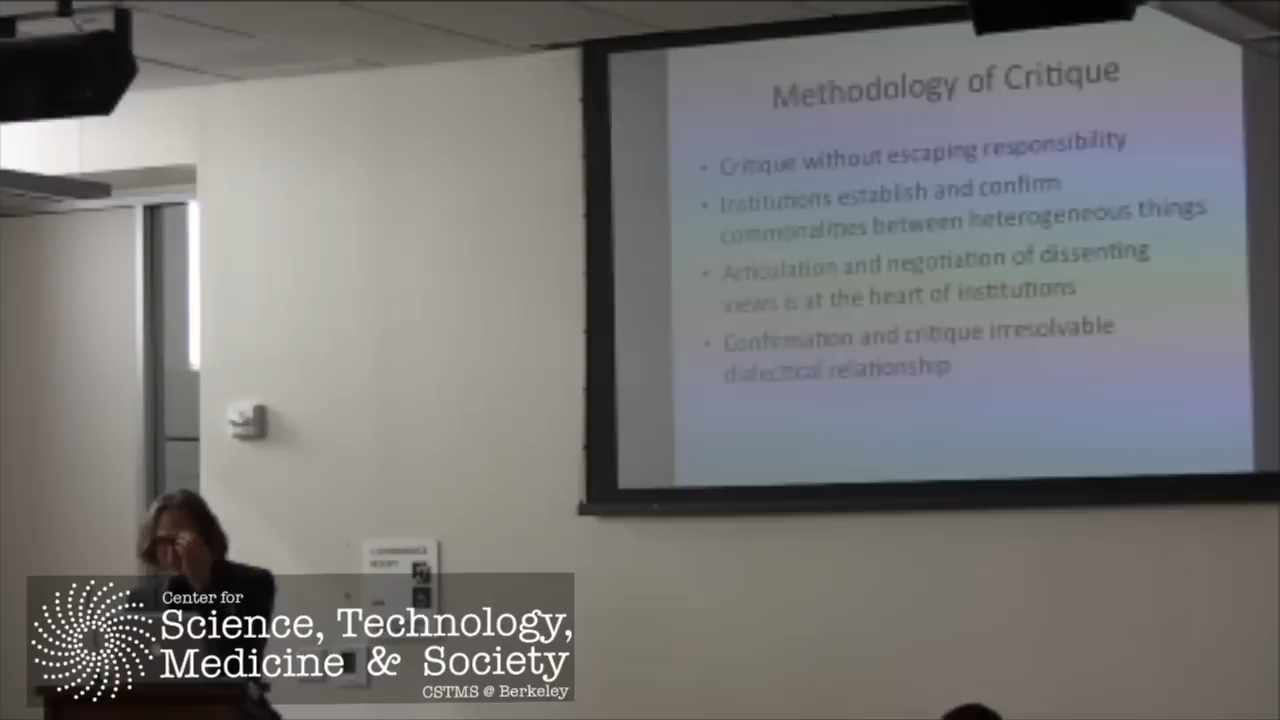 Methodology of Critique
• Critique without escaping responsibility
• Institutions establish and confirm
commonalities between heterogeneous things
• Articulation and negotiation of dissenting
views is at the heart of institutions
• Confirmation and critique irresolvable
dialectical relationship
Center for
Science, Technology,
Medicine & Society
CSTMS @ Berkeley